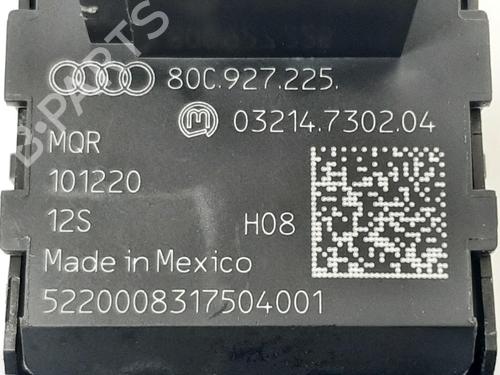 80C.927.225.
03214.7302.04
MQR
101220
12S
H08
Made in Mexico
5220008317504001
B-PARTS